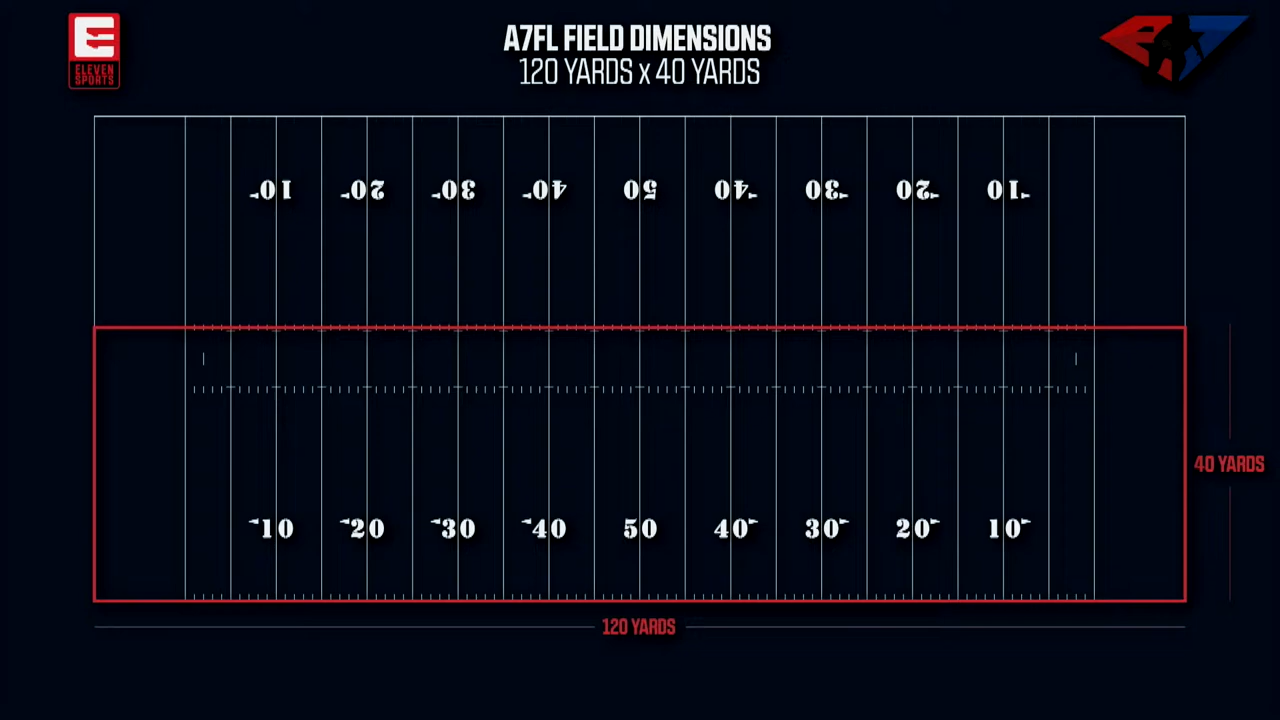 A7FL FIELD DIMENSIONS
120 YARDS x 40 YARDS
ELEVEN
SPORTS
10 20 30 40 50 40 30 20 10
40 YARDS
10 20 30 40 50 40 30 20 10
120 YARDS